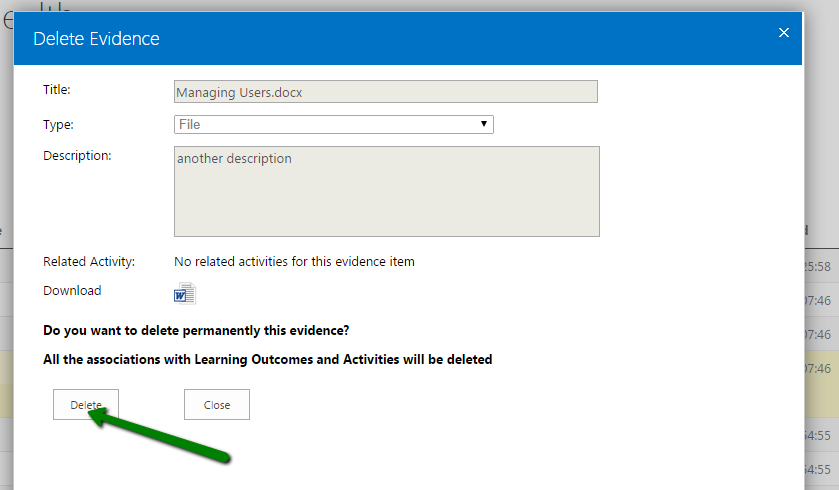 Delete Evidence
Title: Managing Users.docx
Type: File
Description: another description
Related Activity: No related activities for this evidence item
Download
Do you want to delete permanently this evidence?
All the associations with Learning Outcomes and Activities will be deleted
Delete Close
25:58
07:46
07:46
07:46
54:55
54:55